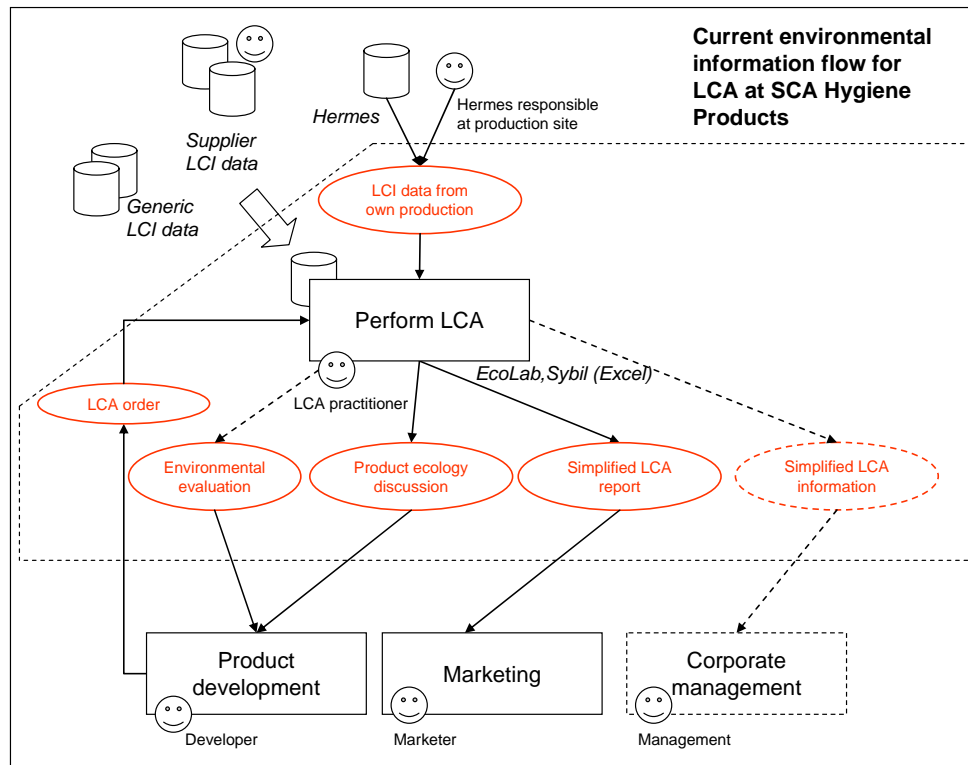 Current environmental
information flow for
LCA at SCA Hygiene
Products
Hermes
Hermes responsible
at production site
Supplier
LCI data
Generic
LCI data
LCI data from
own production
Perform LCA
EcoLab,Sybil (Excel)
LCA practitioner
LCA order
Environmental
evaluation
Product ecology
discussion
Simplified LCA
report
Simplified LCA
information
Product
development
Marketing
Corporate
management
Developer
Marketer
Management